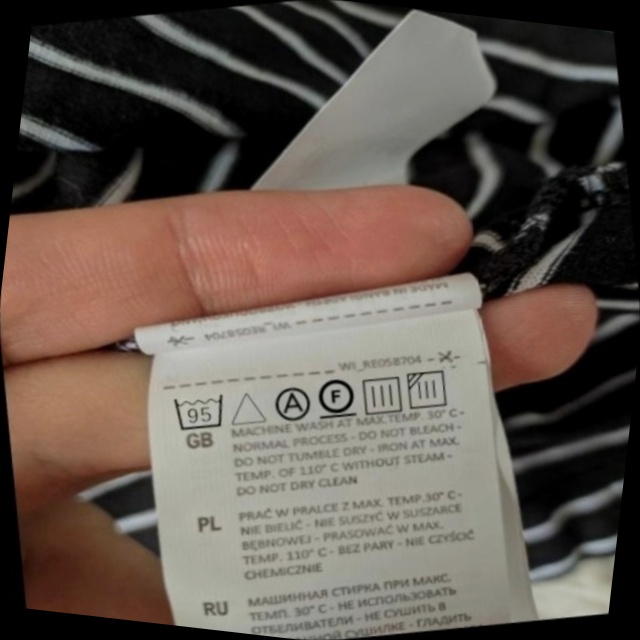 WI_RE058704
WI_RE058704
95 A F
GB MACHINE WASH AT MAX.TEMP. 30° C -
NORMAL PROCESS - DO NOT BLEACH -
DO NOT TUMBLE DRY - IRON AT MAX.
TEMP. OF 110° C WITHOUT STEAM -
DO NOT DRY CLEAN
PL PRAĆ W PRALCE Z MAX. TEMP.30° C -
NIE BIELIĆ - NIE SUSZYĆ W SUSZARCE
BĘBNOWEJ - PRASOWAĆ W MAX.
TEMP. 110° C - BEZ PARY - NIE CZYŚCIĆ
CHEMICZNIE
RU МАШИННАЯ СТИРКА ПРИ МАКС.
ТЕМП. 30° С - НЕ ИСПОЛЬЗОВАТЬ
ОТБЕЛИВАТЕЛИ - НЕ СУШИТЬ В
СУШИЛКЕ - ГЛАДИТЬ